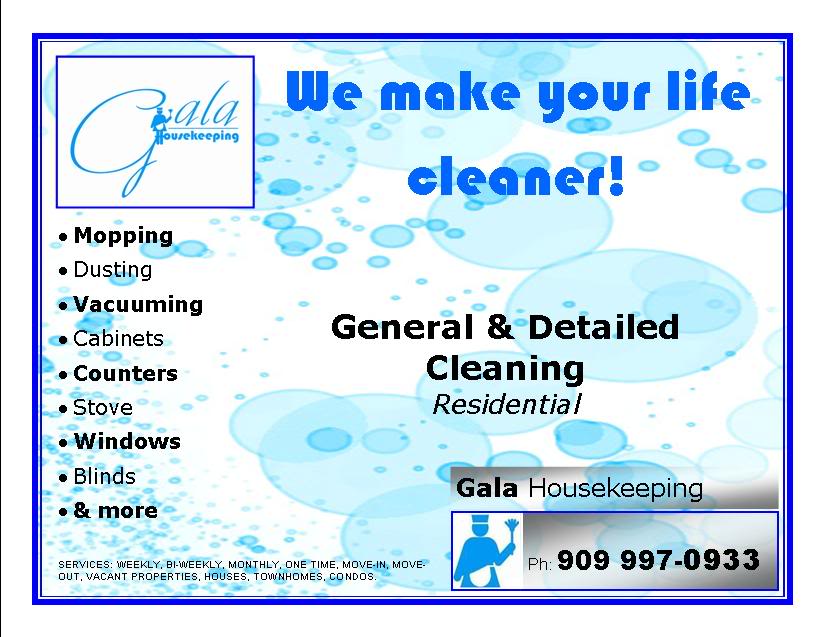 Gala
Housekeeping
We make your life
cleaner!
• Mopping
• Dusting
• Vacuuming
• Cabinets
• Counters
• Stove
• Windows
• Blinds
• & more
General & Detailed
Cleaning
Residential
Gala Housekeeping
Ph: 909 997-0933
SERVICES: WEEKLY, BI-WEEKLY, MONTHLY, ONE TIME, MOVE-IN, MOVE-
OUT, VACANT PROPERTIES, HOUSES, TOWNHOMES, CONDOS.